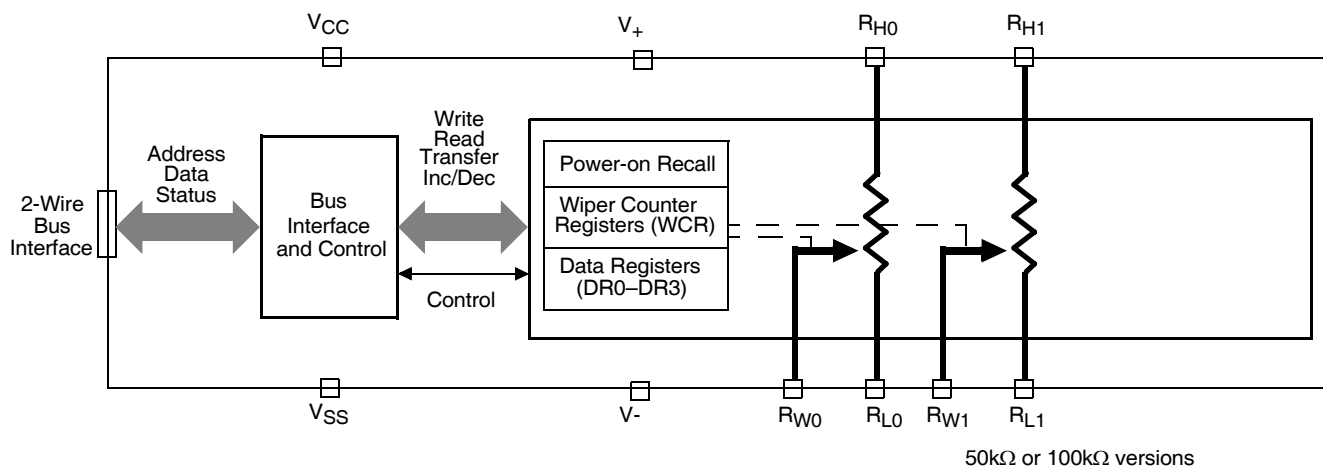 VCC
V+
RH0
RH1
Address
Data
Status
Write
Read
Transfer
Inc/Dec
2-Wire
Bus
Interface
Bus
Interface
and Control
Control
Power-on Recall
Wiper Counter
Registers (WCR)
Data Registers
(DR0–DR3)
VSS
V-
RW0
RL0
RW1
RL1
50kΩ or 100kΩ versions